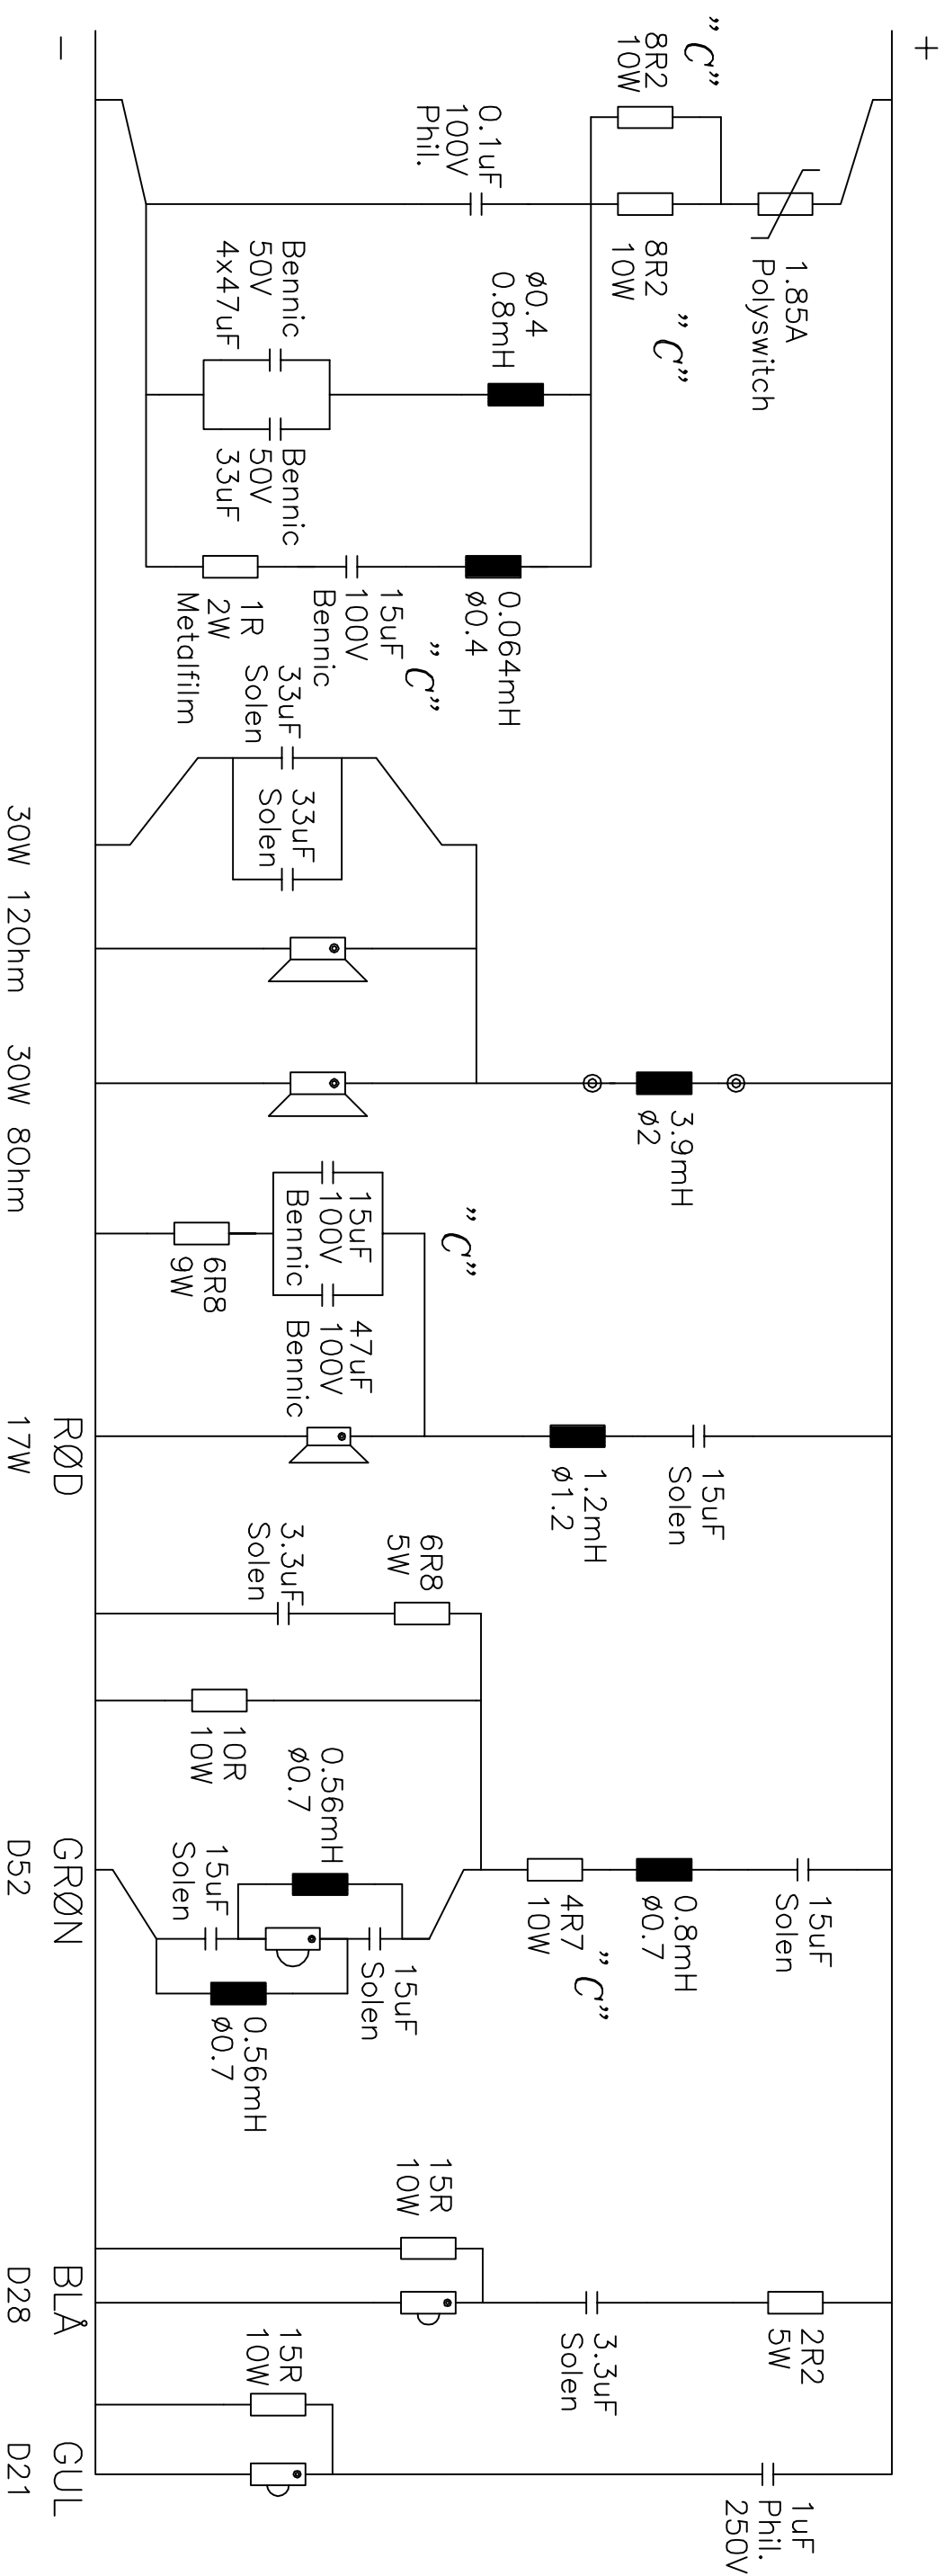 +
-
1.85A
Polyswitch
"C"
8R2
10W
8R2
10W
"C"
0.1uF
100V
Phil.
ø0.4
0.8mH
Bennic
50V
4x47uF
Bennic
50V
33uF
0.064mH
ø0.4
"C"
15uF
100V
Bennic
1R
2W
Metalfilm
33uF
Solen
33uF
Solen
30W 12Ohm
3.9mH
ø2
30W 8Ohm
"C"
15uF
100V
Bennic
47uF
100V
Bennic
6R8
9W
15uF
Solen
1.2mH
ø1.2
RØD
17W
6R8
5W
3.3uF
Solen
10R
10W
15uF
Solen
0.8mH
ø0.7
4R7
10W
"C"
0.56mH
ø0.7
15uF
Solen
15uF
Solen
0.56mH
ø0.7
GRØN
D52
2R2
5W
3.3uF
Solen
15R
10W
BLÅ
D28
1uF
Phil.
250V
15R
10W
GUL
D21